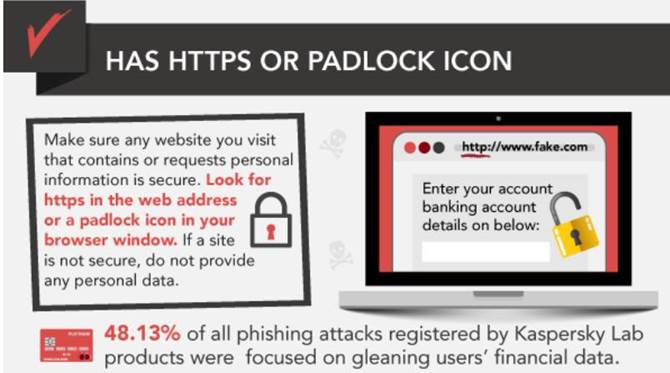 HAS HTTPS OR PADLOCK ICON
Make sure any website you visit
that contains or requests personal
information is secure. Look for
https in the web address
or a padlock icon in your
browser window. If a site
is not secure, do not provide
any personal data.
http://www.fake.com
Enter your account
banking account
details on below:
48.13% of all phishing attacks registered by Kaspersky Lab
products were focused on gleaning users' financial data.